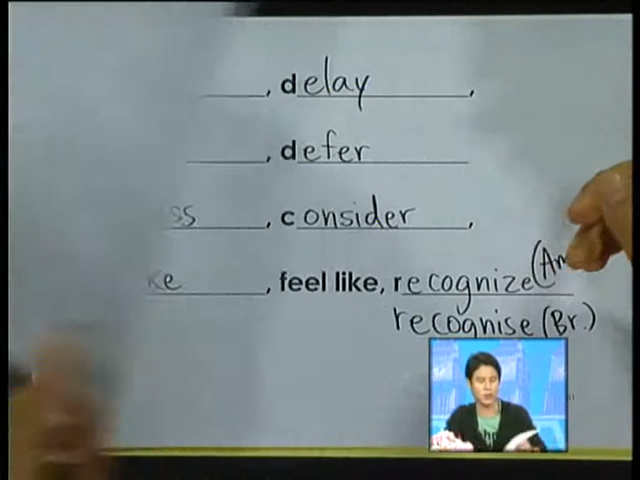 , delay,
, defer
ss, consider,
ke, feel like, recognize (Am
recognise (Br.)